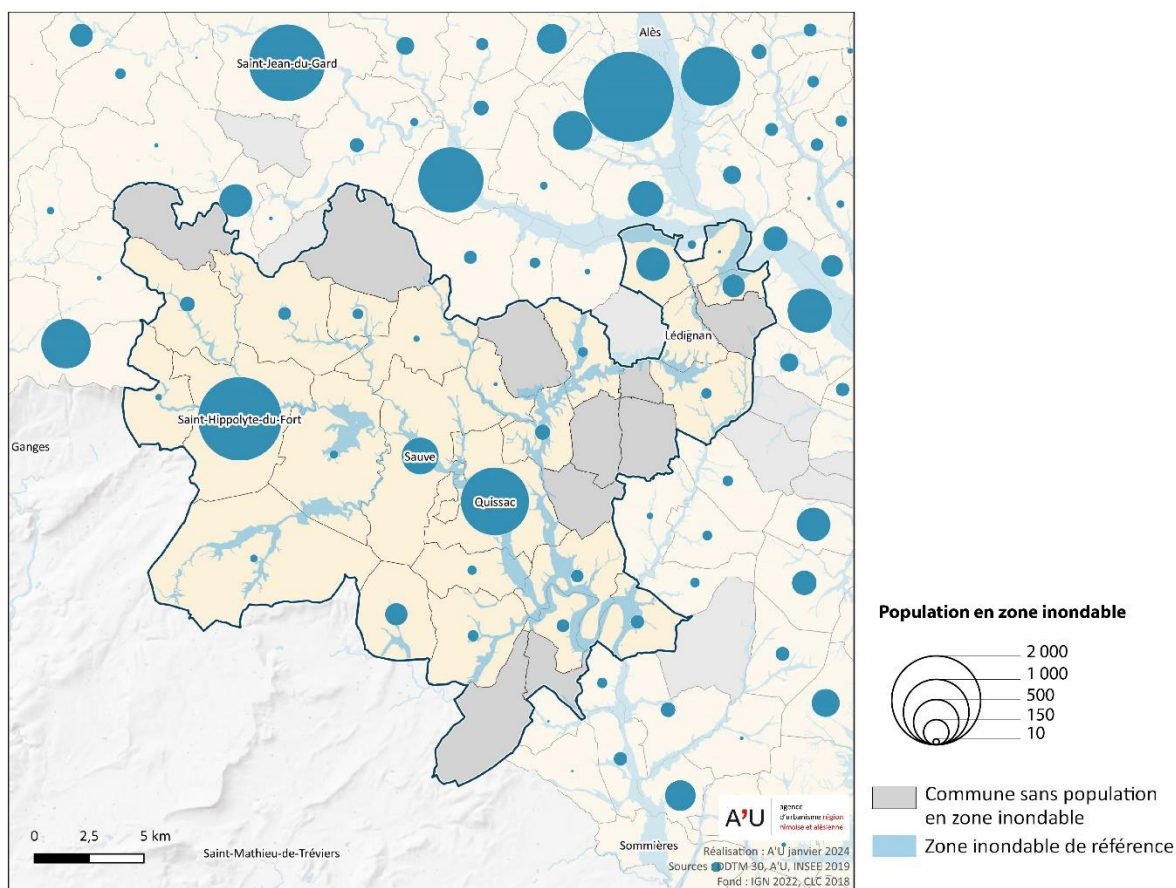 Alès
Saint-Jean-du-Gard
Lédignan
Saint-Hippolyte-du-Fort
Ganges
Sauve
Quissac
Population en zone inondable
2 000
1 000
500
150
10
Commune sans population
en zone inondable
Zone inondable de référence
A'U
agence
d'urbanisme région
nîmoise et alésienne
0 2,5 5 km
Saint-Mathieu-de-Tréviers
Sommières
Réalisation : A'U janvier 2024
Sources : DDTM 30, A'U, INSEE 2019
Fond : IGN 2022, CLC 2018